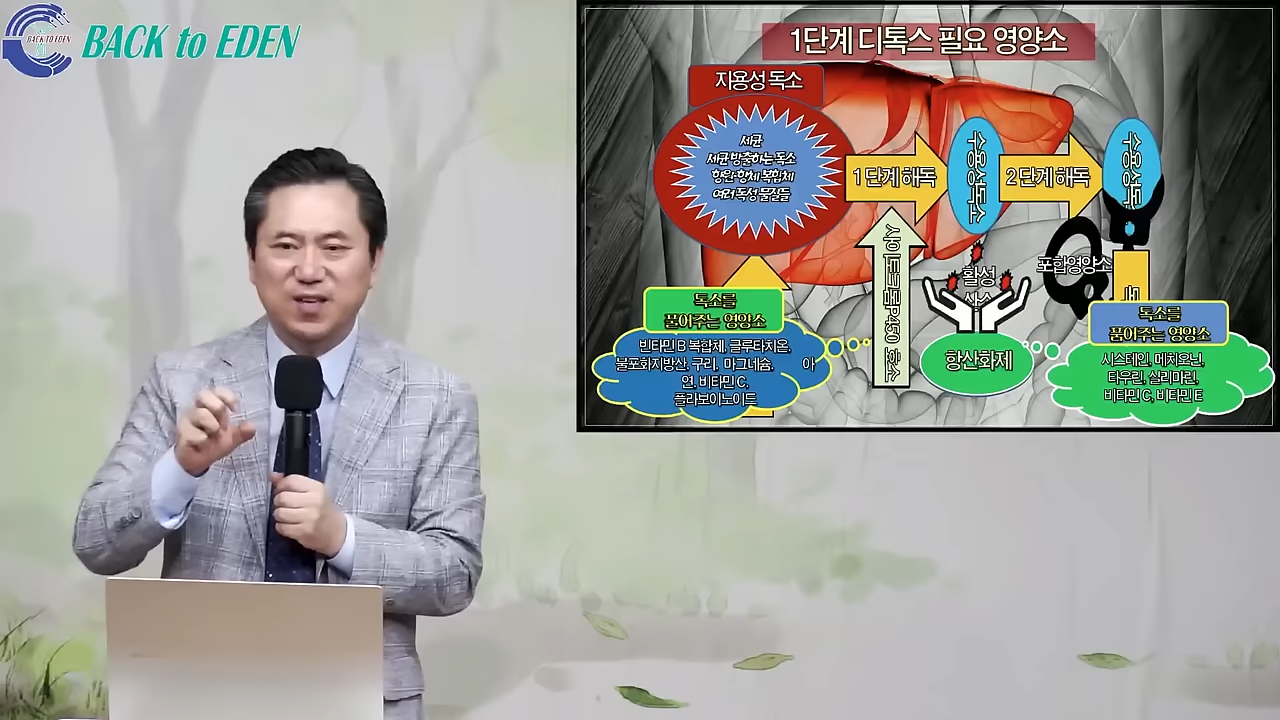 BACK TO EDEN
BACK to EDEN
1단계 디톡스 필요 영양소
지용성 독소
세균
세균 방출하는 독소
항원-항체 복합체
여러 독성 물질들
1단계 해독
수용성독소
2단계 해독
수용성독
사이토크롬P450 효소
활성
산소
포합영양소
독
독소를
풀어주는 영양소
빈타민 B 복합체, 글루타치온,
불포화지방산, 구리, 마그네슘, 아
연, 비타민 C,
플라보이노이드
항산화제
독소를
품어주는 영양소
시스테인, 메치오닌,
타우린, 실리마린,
비타민 C, 비타민 E